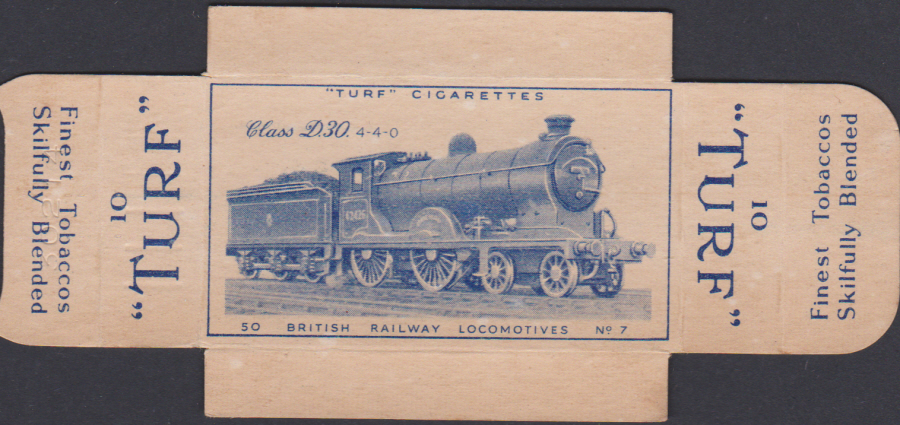 Finest Tobaccos
Skilfully Blended
10
"TURF"
"TURF" CIGARETTES
Class D.30. 4-4-0
50 BRITISH RAILWAY LOCOMOTIVES Nº 7
"TURF"
10
Finest Tobaccos
Skilfully Blended